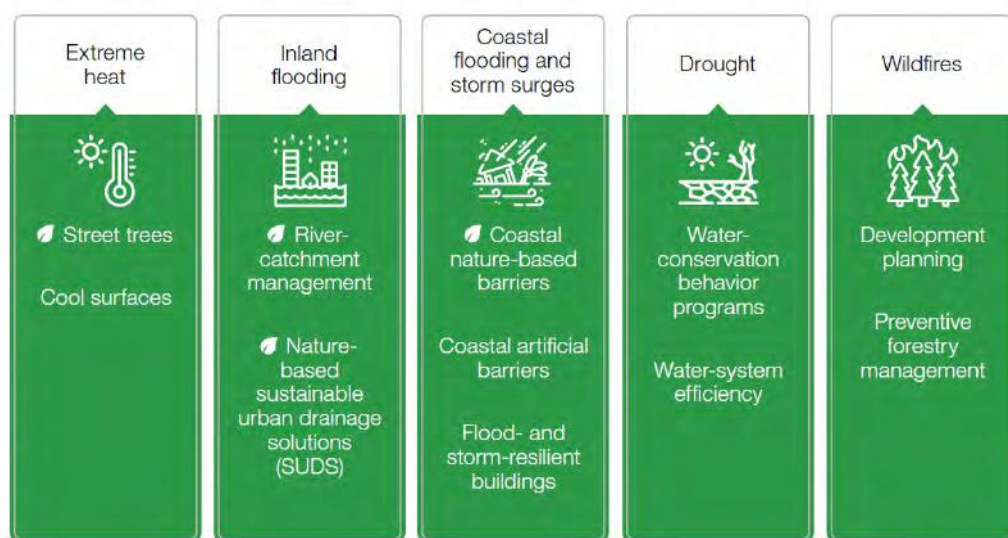 Extreme
heat
Street trees
Cool surfaces
Inland
flooding
River-
catchment
management
Nature-
based
sustainable
urban drainage
solutions
(SUDS)
Coastal
flooding and
storm surges
Coastal
nature-based
barriers
Coastal artificial
barriers
Flood- and
storm-resilient
buildings
Drought
Water-
conservation
behavior
programs
Water-system
efficiency
Wildfires
Development
planning
Preventive
forestry
management